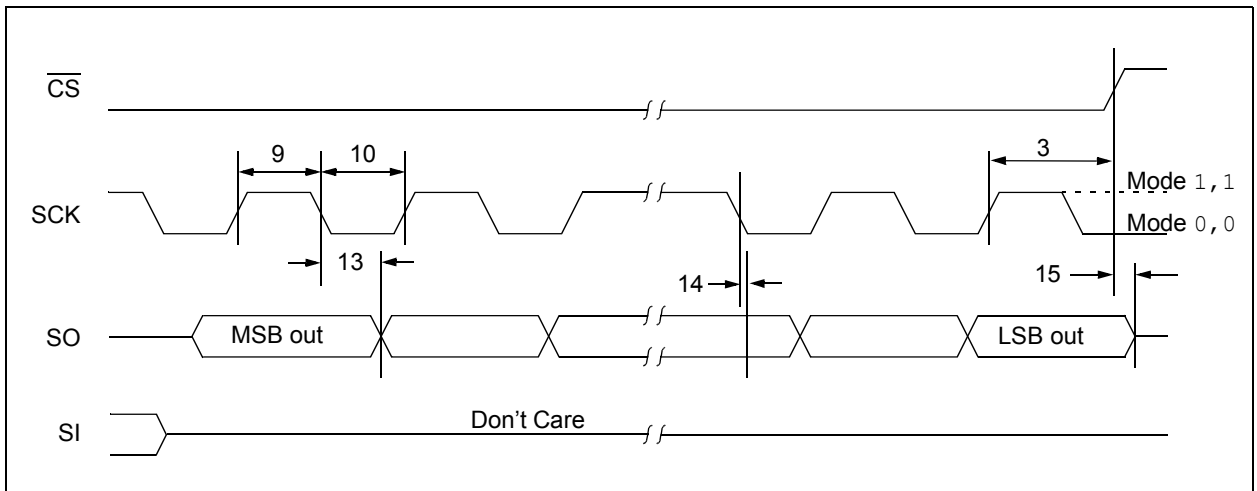 CS
9
10
3
Mode 1,1
SCK
Mode 0,0
13
14
15
SO
MSB out
LSB out
SI
Don't Care